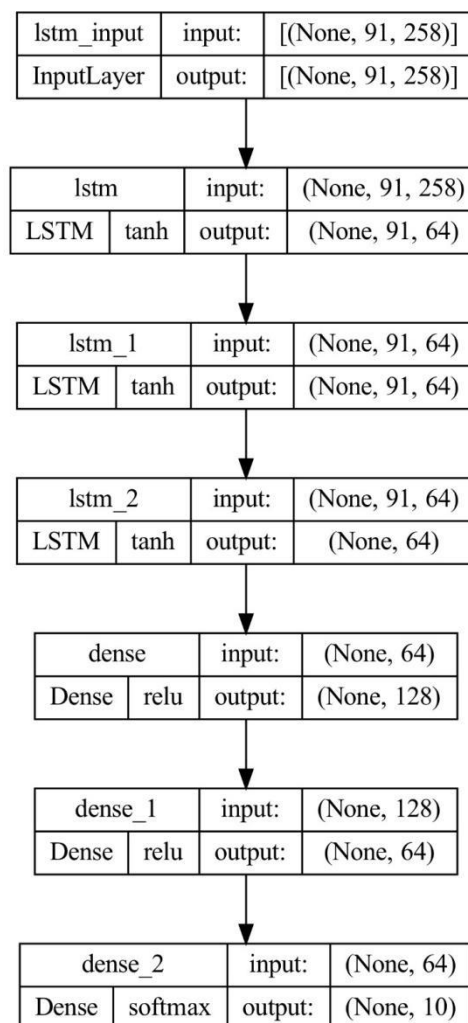 lstm_input input: [(None, 91, 258)]
InputLayer output: [(None, 91, 258)]
lstm input: (None, 91, 258)
LSTM tanh output: (None, 91, 64)
lstm_1 input: (None, 91, 64)
LSTM tanh output: (None, 91, 64)
lstm_2 input: (None, 91, 64)
LSTM tanh output: (None, 64)
dense input: (None, 64)
Dense relu output: (None, 128)
dense_1 input: (None, 128)
Dense relu output: (None, 64)
dense_2 input: (None, 64)
Dense softmax output: (None, 10)